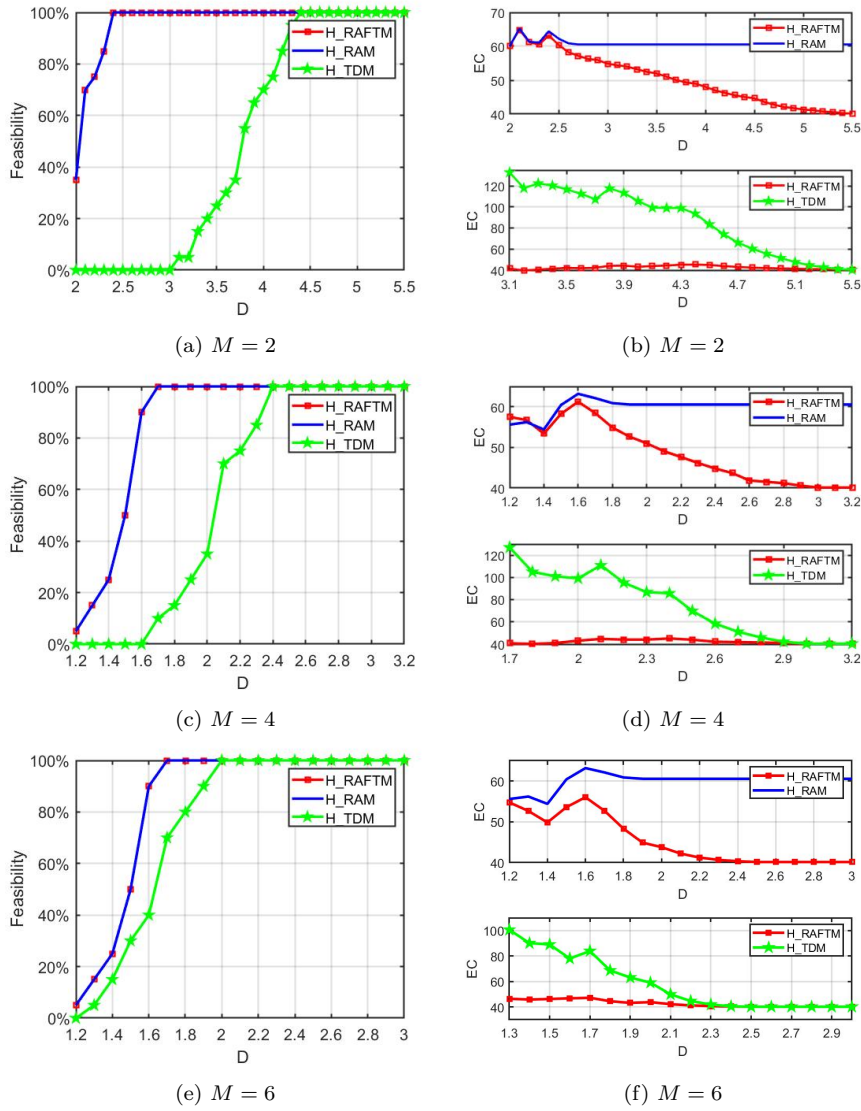 100%
80%
60%
40%
20%
0%
Feasibility
H_RAFTM
H_RAM
H_TDM
2 2.5 3 3.5 4 4.5 5 5.5
D
(a) M = 2
70
60
50
40
EC
H_RAFTM
H_RAM
2 2.5 3 3.5 4 4.5 5 5.5
D
120
100
80
60
40
EC
H_RAFTM
H_TDM
3.1 3.5 3.9 4.3 4.7 5.1 5.5
D
(b) M = 2
100%
80%
60%
40%
20%
0%
Feasibility
H_RAFTM
H_RAM
H_TDM
1.2 1.4 1.6 1.8 2 2.2 2.4 2.6 2.8 3 3.2
D
(c) M = 4
60
50
40
EC
H_RAFTM
H_RAM
1.2 1.4 1.6 1.8 2 2.2 2.4 2.6 2.8 3 3.2
D
120
100
80
60
40
EC
H_RAFTM
H_TDM
1.7 2 2.3 2.6 2.9 3.2
D
(d) M = 4
100%
80%
60%
40%
20%
0%
Feasibility
H_RAFTM
H_RAM
H_TDM
1.2 1.4 1.6 1.8 2 2.2 2.4 2.6 2.8 3
D
(e) M = 6
60
50
40
EC
H_RAFTM
H_RAM
1.2 1.4 1.6 1.8 2 2.2 2.4 2.6 2.8 3
D
100
80
60
40
EC
H_RAFTM
H_TDM
1.3 1.5 1.7 1.9 2.1 2.3 2.5 2.7 2.9
D
(f) M = 6